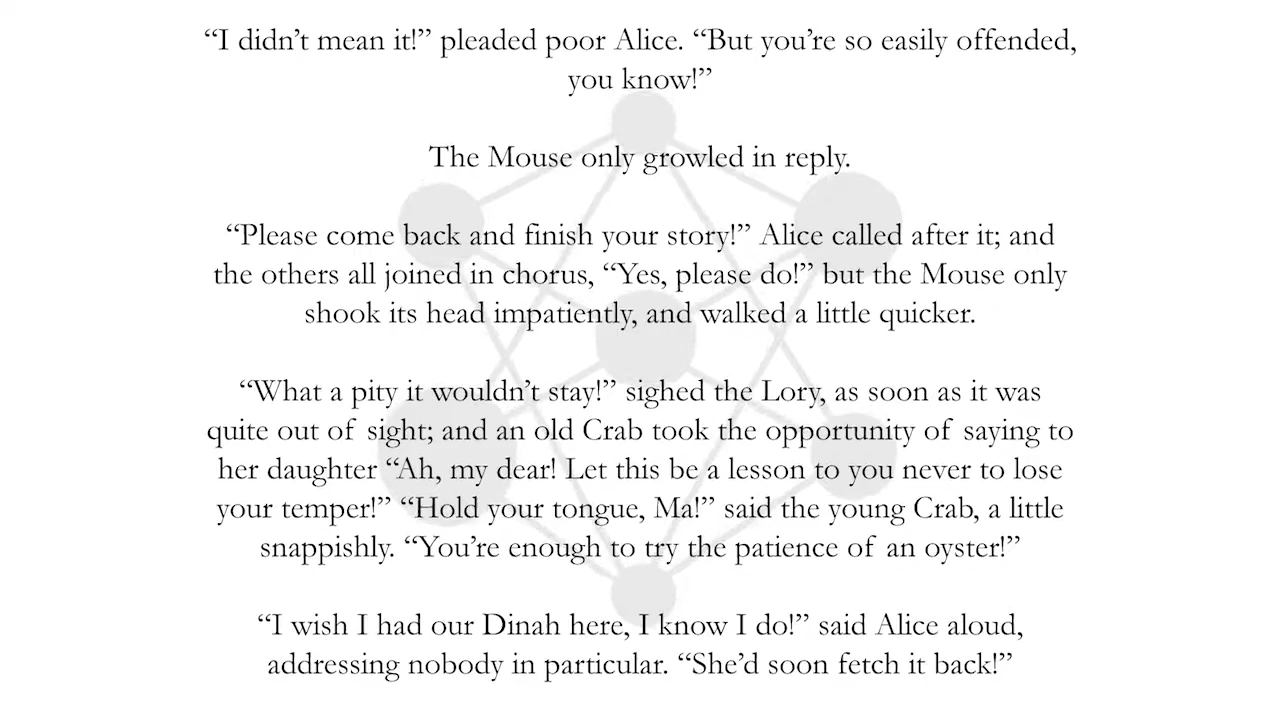 “I didn’t mean it!” pleaded poor Alice. “But you’re so easily offended,
you know!”
The Mouse only growled in reply.
“Please come back and finish your story!” Alice called after it; and
the others all joined in chorus, “Yes, please do!” but the Mouse only
shook its head impatiently, and walked a little quicker.
“What a pity it wouldn’t stay!” sighed the Lory, as soon as it was
quite out of sight; and an old Crab took the opportunity of saying to
her daughter “Ah, my dear! Let this be a lesson to you never to lose
your temper!” “Hold your tongue, Ma!” said the young Crab, a little
snappishly. “You’re enough to try the patience of an oyster!”
“I wish I had our Dinah here, I know I do!” said Alice aloud,
addressing nobody in particular. “She’d soon fetch it back!”